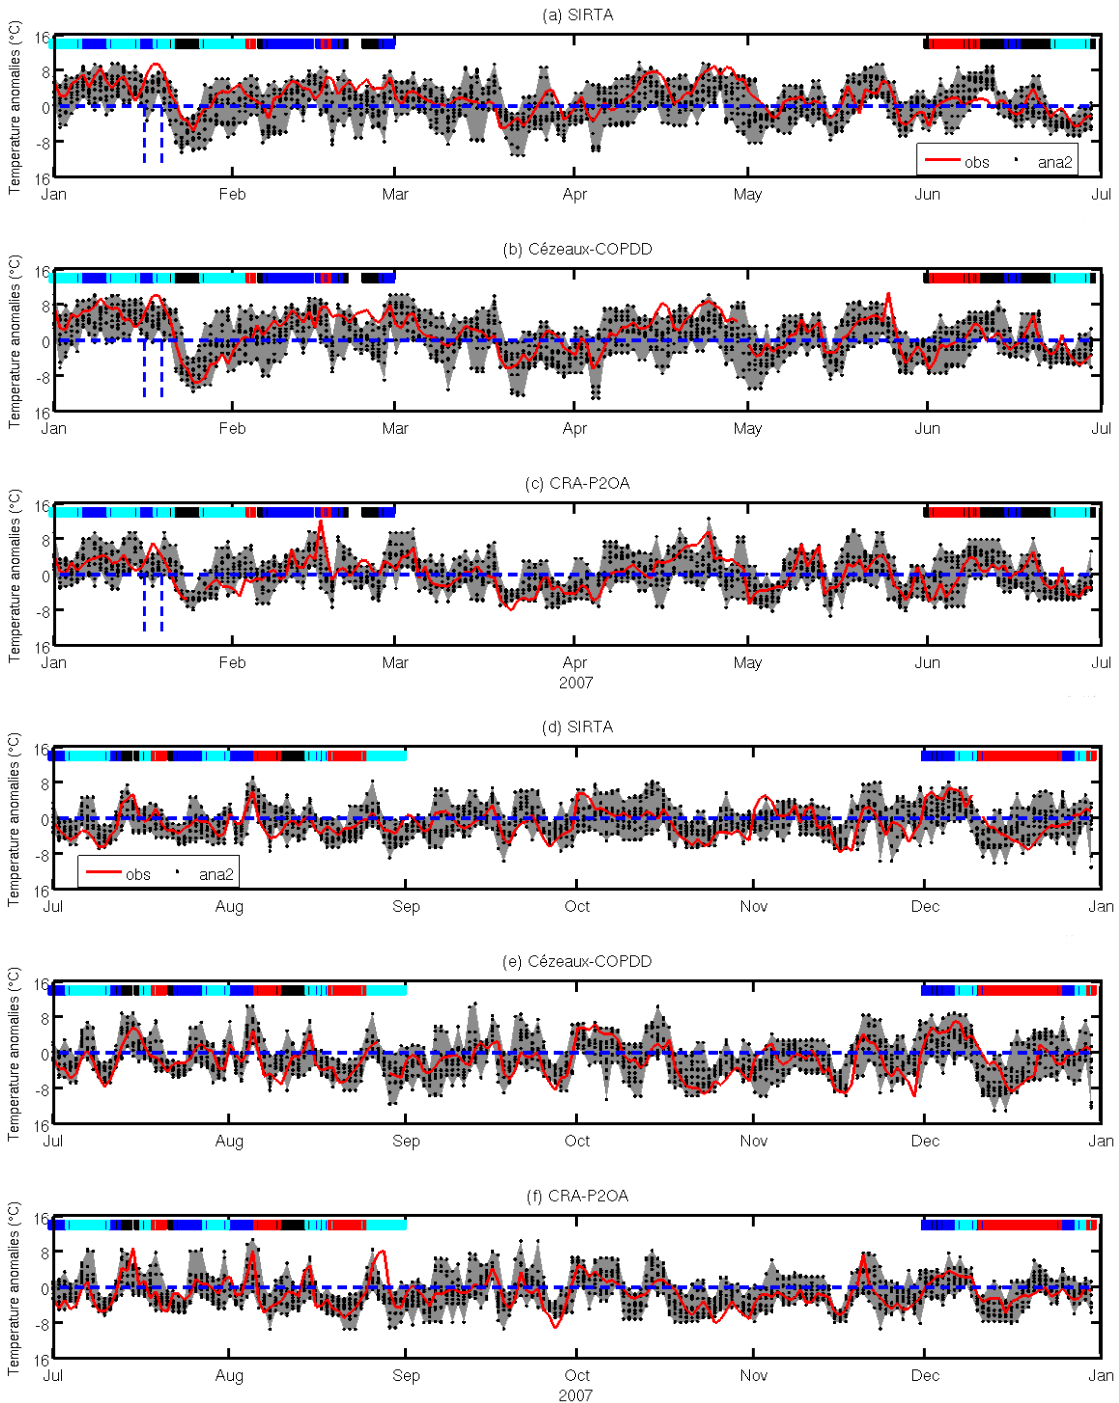 (a) SIRTA
Temperature anomalies (°C)
16
8
0
-8
16
obs ana2
Jan Feb Mar Apr May Jun Jul
(b) Cézeaux-COPDD
Temperature anomalies (°C)
16
8
0
-8
16
Jan Feb Mar Apr May Jun Jul
(c) CRA-P2OA
Temperature anomalies (°C)
16
8
0
-8
16
Jan Feb Mar Apr May Jun Jul
2007
(d) SIRTA
Temperature anomalies (°C)
16
8
0
-8
16
obs ana2
Jul Aug Sep Oct Nov Dec Jan
(e) Cézeaux-COPDD
Temperature anomalies (°C)
16
8
0
-8
16
Jul Aug Sep Oct Nov Dec Jan
(f) CRA-P2OA
Temperature anomalies (°C)
16
8
0
-8
16
Jul Aug Sep Oct Nov Dec Jan
2007